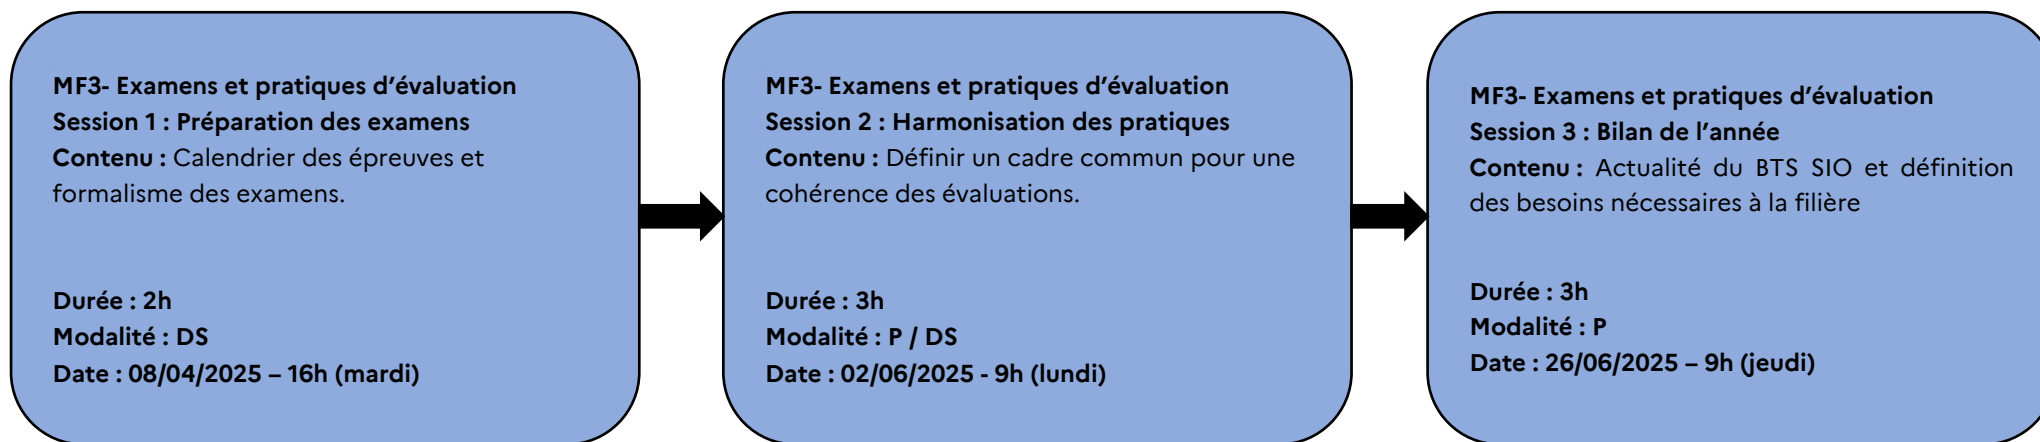 MF3- Examens et pratiques d’évaluation
Session 1 : Préparation des examens
Contenu : Calendrier des épreuves et
formalisme des examens.
Durée : 2h
Modalité : DS
Date : 08/04/2025 – 16h (mardi)
MF3- Examens et pratiques d’évaluation
Session 2 : Harmonisation des pratiques
Contenu : Définir un cadre commun pour une
cohérence des évaluations.
Durée : 3h
Modalité : P / DS
Date : 02/06/2025 - 9h (lundi)
MF3- Examens et pratiques d’évaluation
Session 3 : Bilan de l’année
Contenu : Actualité du BTS SIO et définition
des besoins nécessaires à la filière
Durée : 3h
Modalité : P
Date : 26/06/2025 – 9h (jeudi)